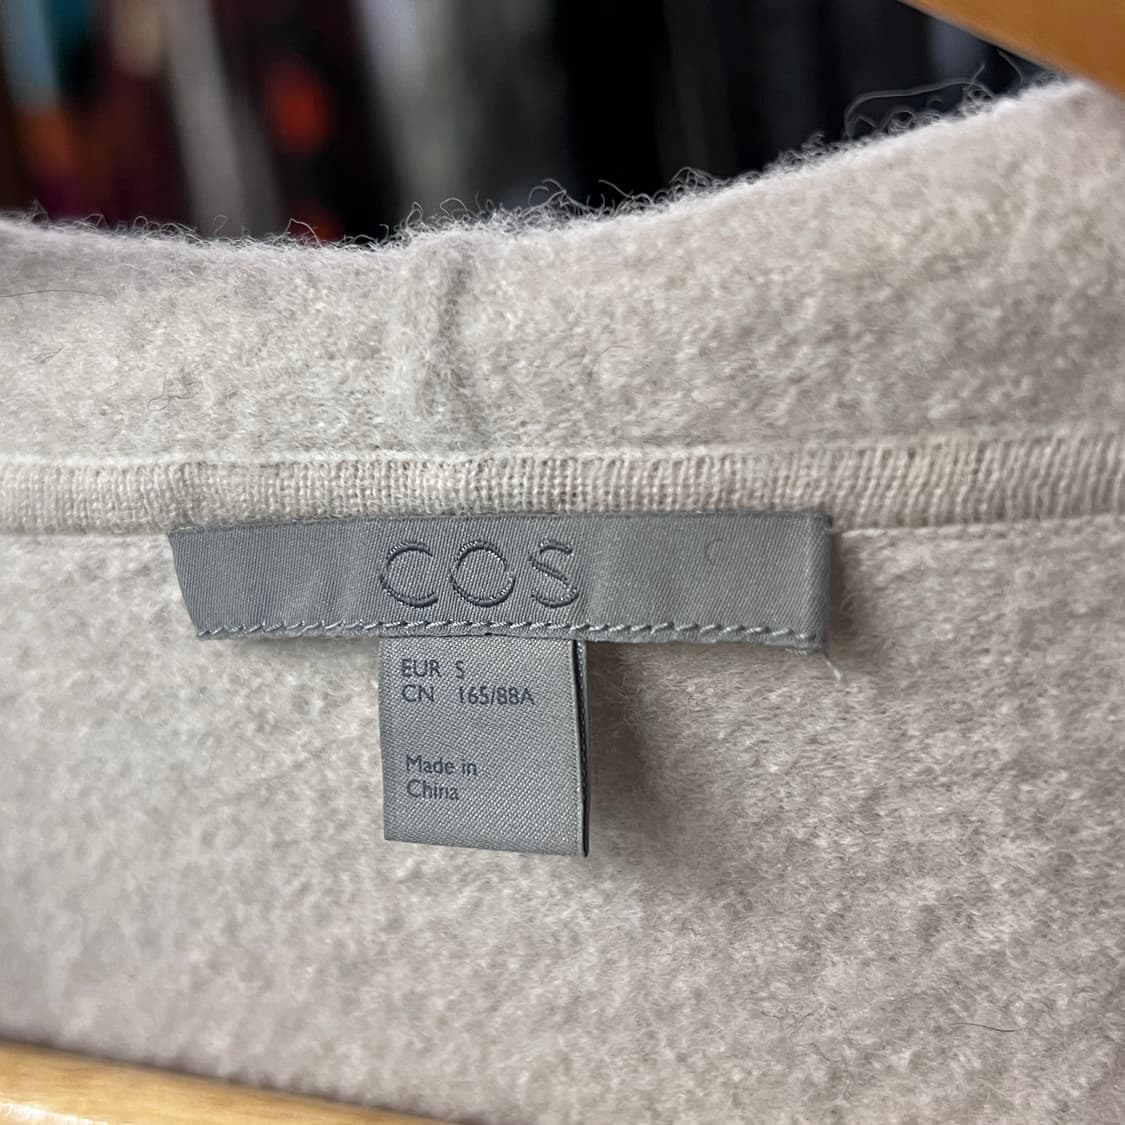 COS
EUR S
CN 165/88A
Made in
China